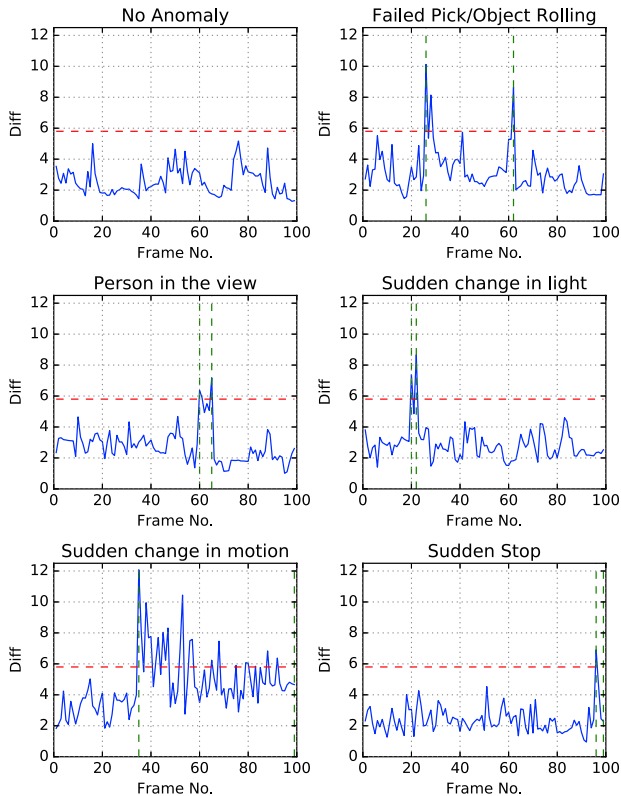 No Anomaly
12
10
8
6
4
2
0
Diff
0 20 40 60 80 100
Frame No.
Failed Pick/Object Rolling
12
10
8
6
4
2
0
Diff
0 20 40 60 80 100
Frame No.
Person in the view
12
10
8
6
4
2
0
Diff
0 20 40 60 80 100
Frame No.
Sudden change in light
12
10
8
6
4
2
0
Diff
0 20 40 60 80 100
Frame No.
Sudden change in motion
12
10
8
6
4
2
0
Diff
0 20 40 60 80 100
Frame No.
Sudden Stop
12
10
8
6
4
2
0
Diff
0 20 40 60 80 100
Frame No.